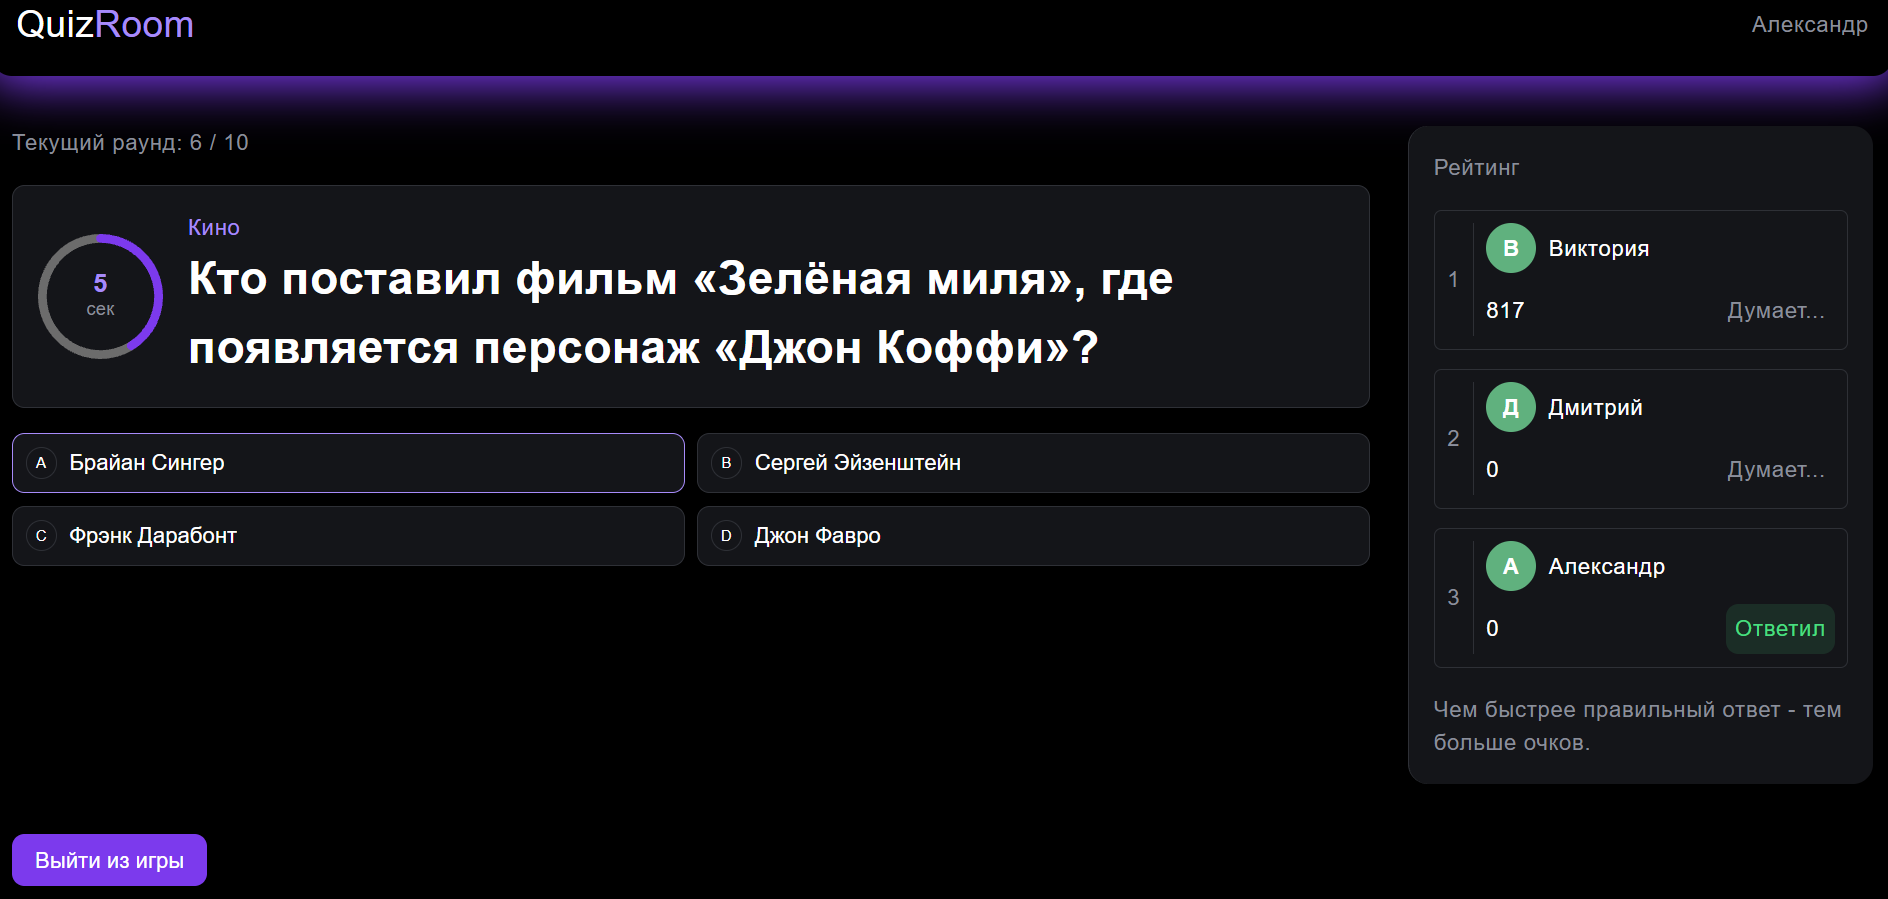 QuizRoom
Александр
Текущий раунд: 6 / 10
5
сек
Кино
Кто поставил фильм «Зелёная миля», где
появляется персонаж «Джон Коффи»?
A Брайан Сингер
B Сергей Эйзенштейн
C Фрэнк Дарабонт
D Джон Фавро
Выйти из игры
Рейтинг
1
В Виктория
817 Думает...
2
Д Дмитрий
0 Думает...
3
А Александр
0 Ответил
Чем быстрее правильный ответ - тем
больше очков.